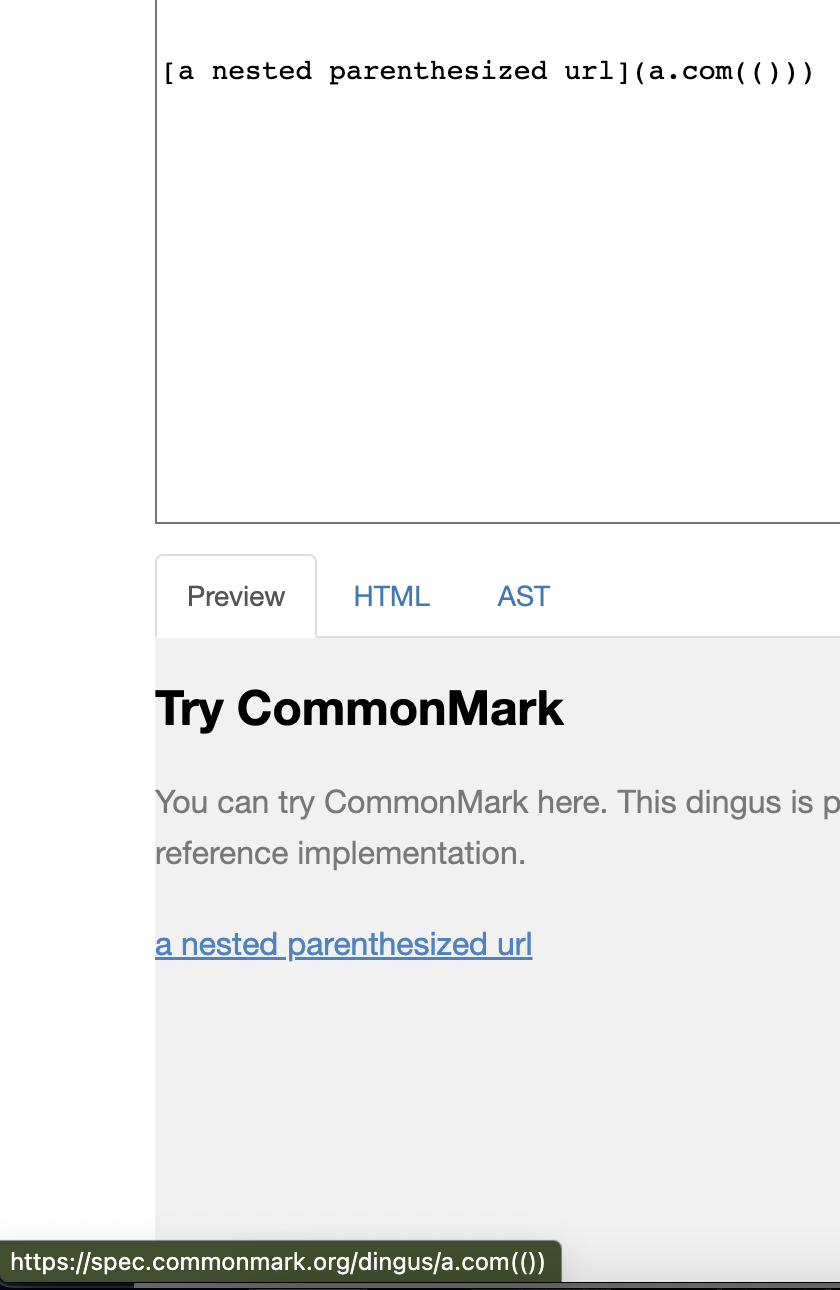 [a nested parenthesized url](a.com(()))
Preview HTML AST
Try CommonMark
You can try CommonMark here. This dingus is p
reference implementation.
a nested parenthesized url
https://spec.commonmark.org/dingus/a.com(())